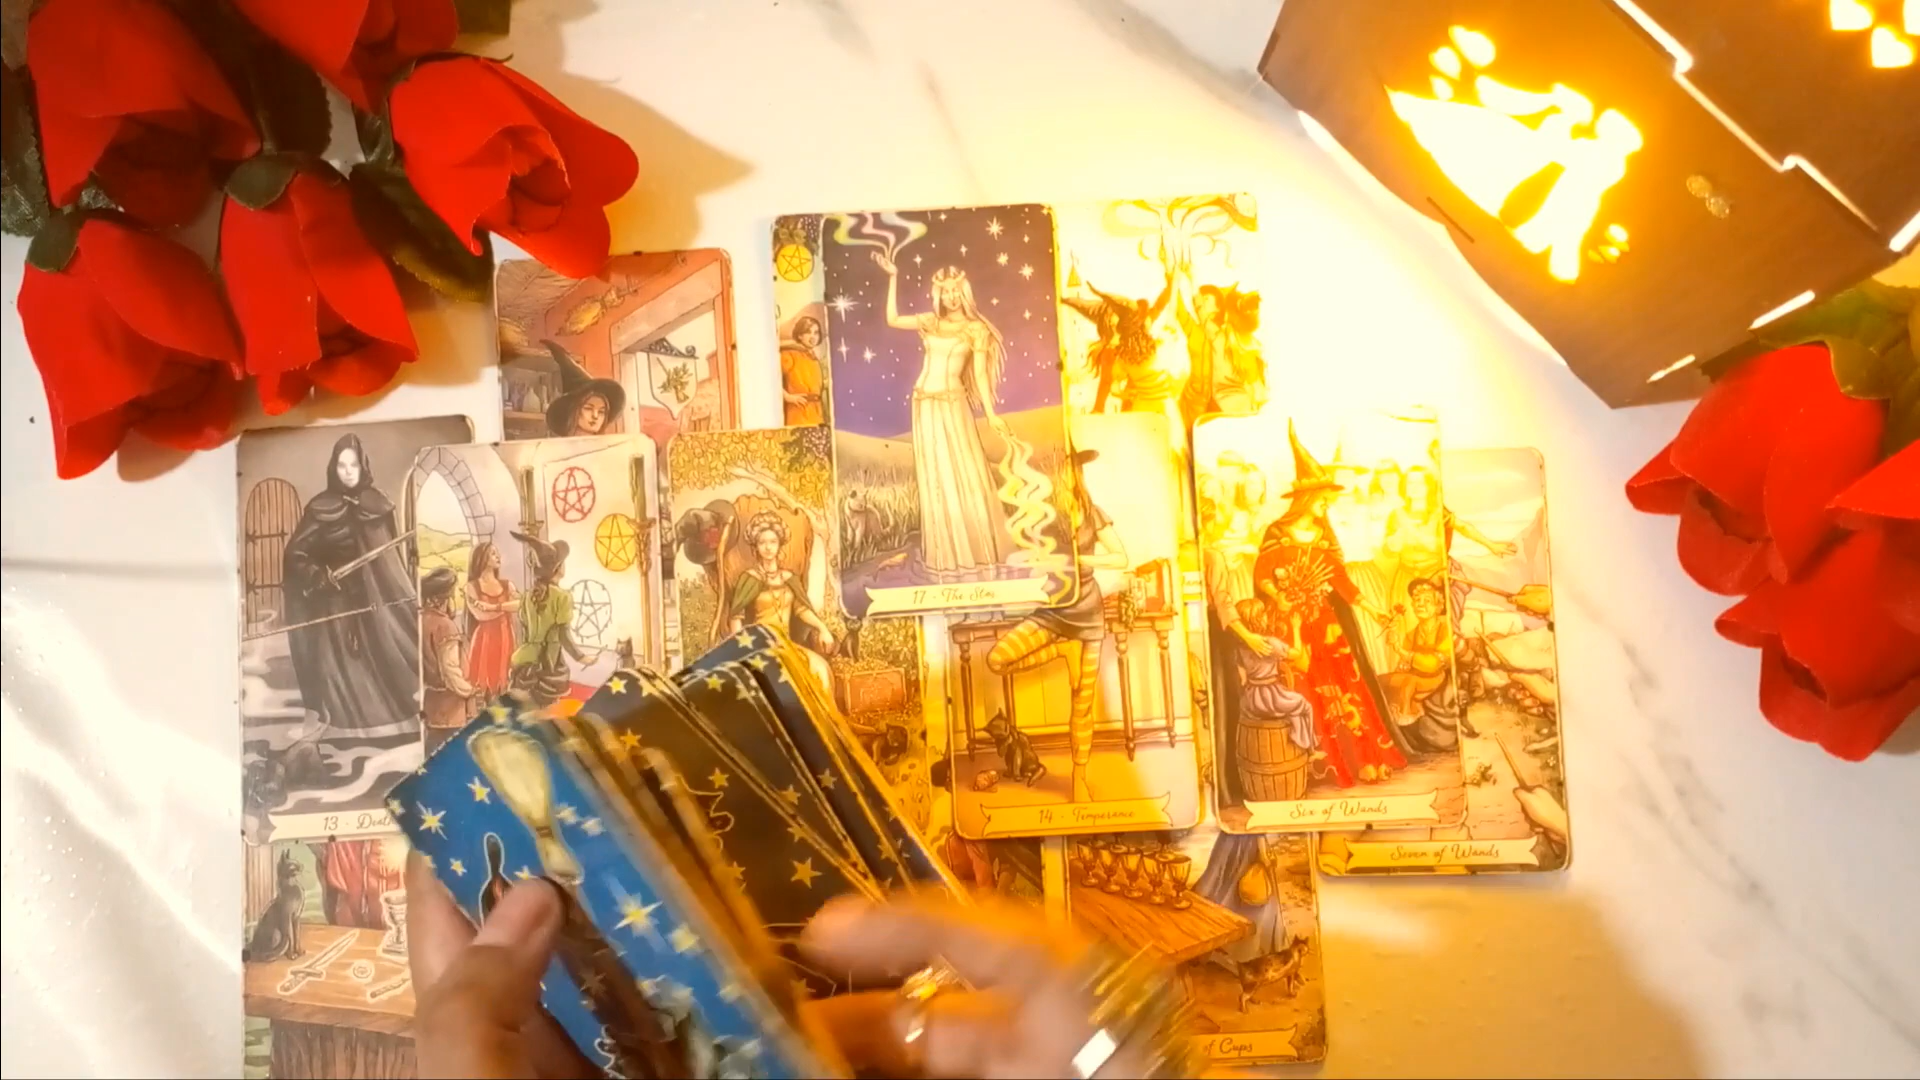 17 · The Star
13 · Death
14 · Temperance
Six of Wands
Seven of Wands
of Cups